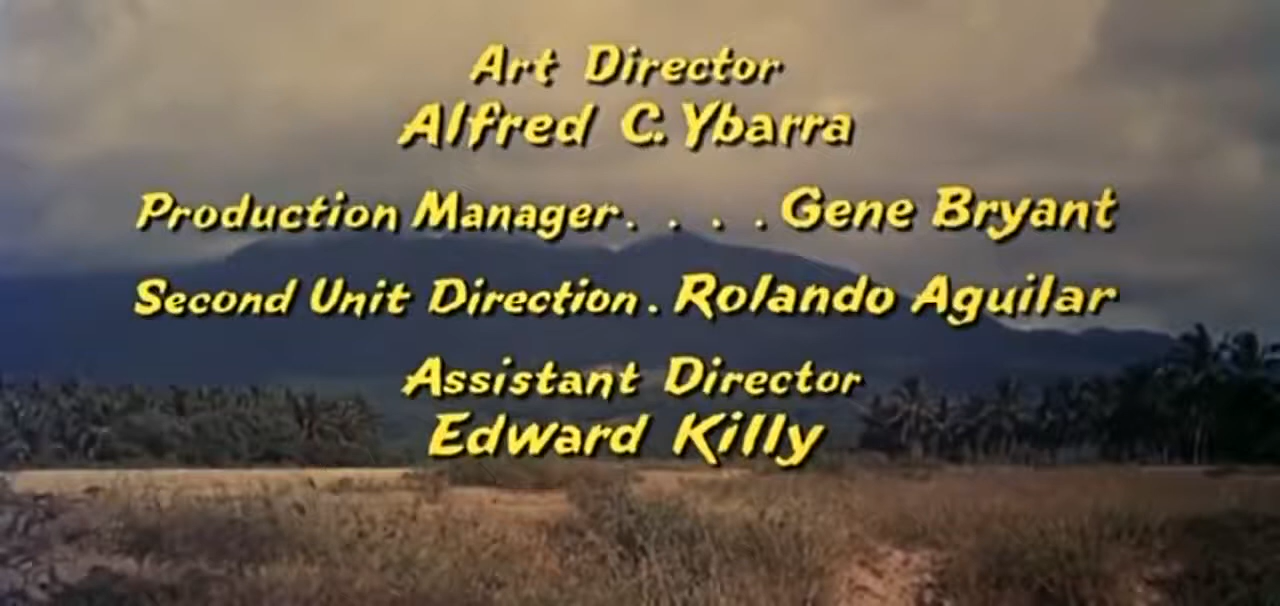 Art Director
Alfred C. Ybarra
Production Manager. . . . Gene Bryant
Second Unit Direction. Rolando Aguilar
Assistant Director
Edward Killy